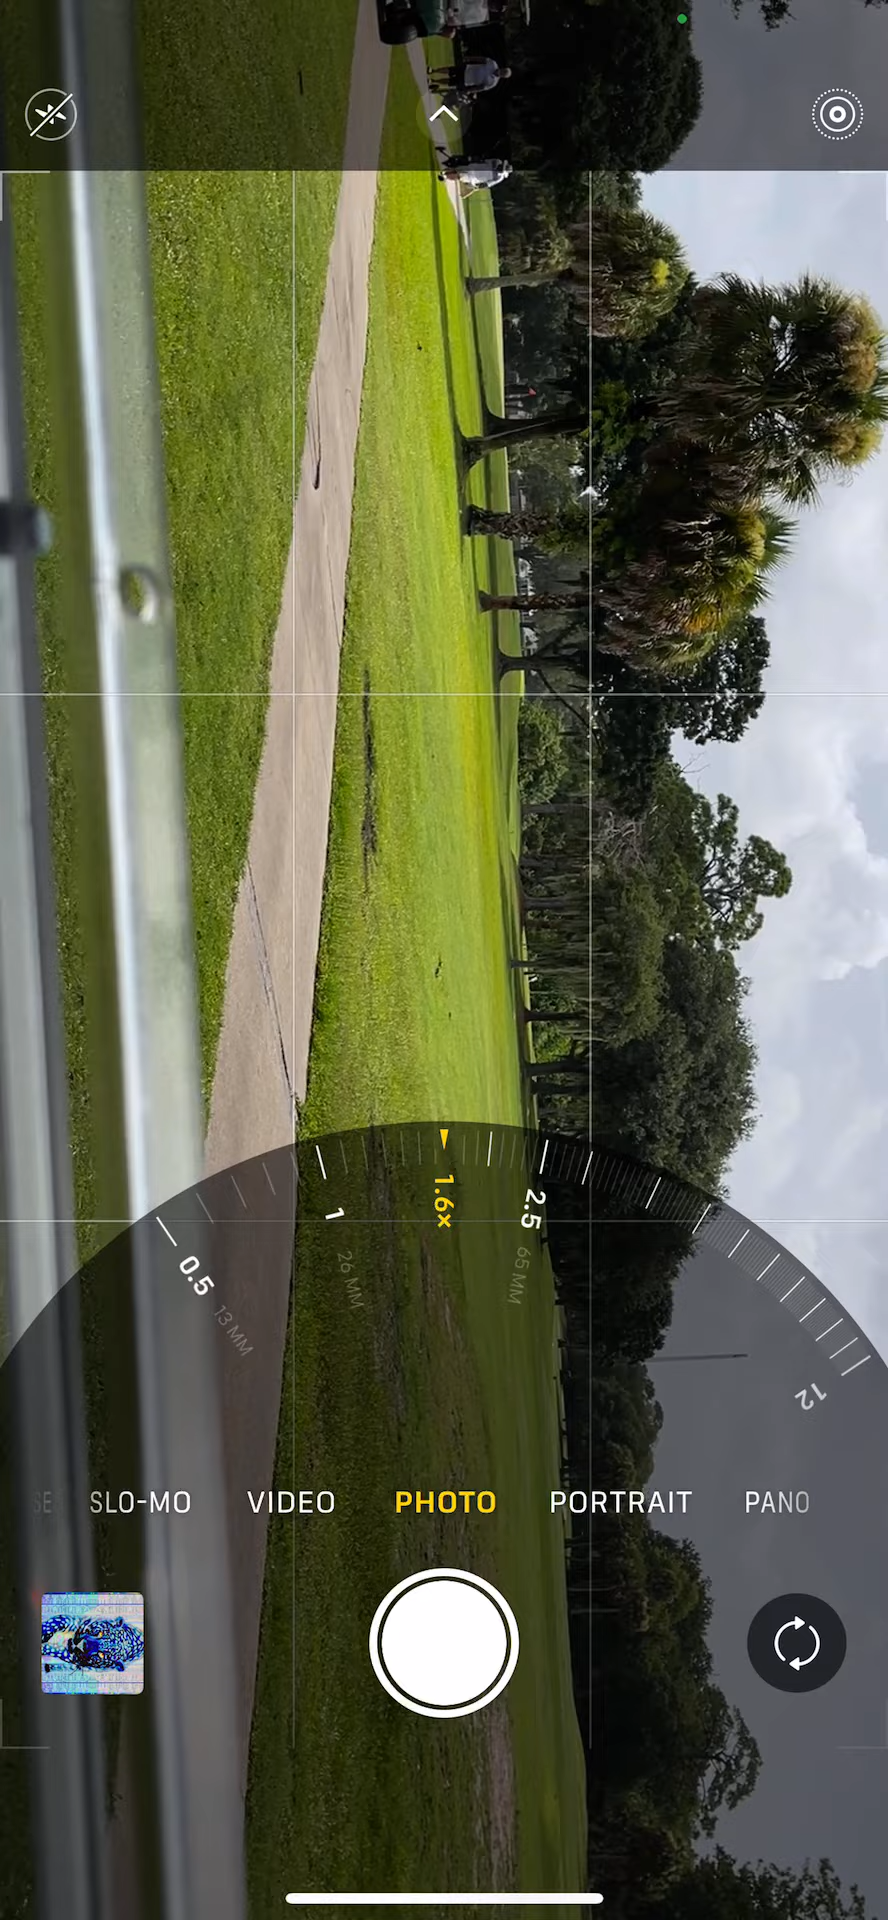 0.5
13 MM
1
26 MM
1.6×
2.5
65 MM
12
SLO-MO
VIDEO
PHOTO
PORTRAIT
PANO